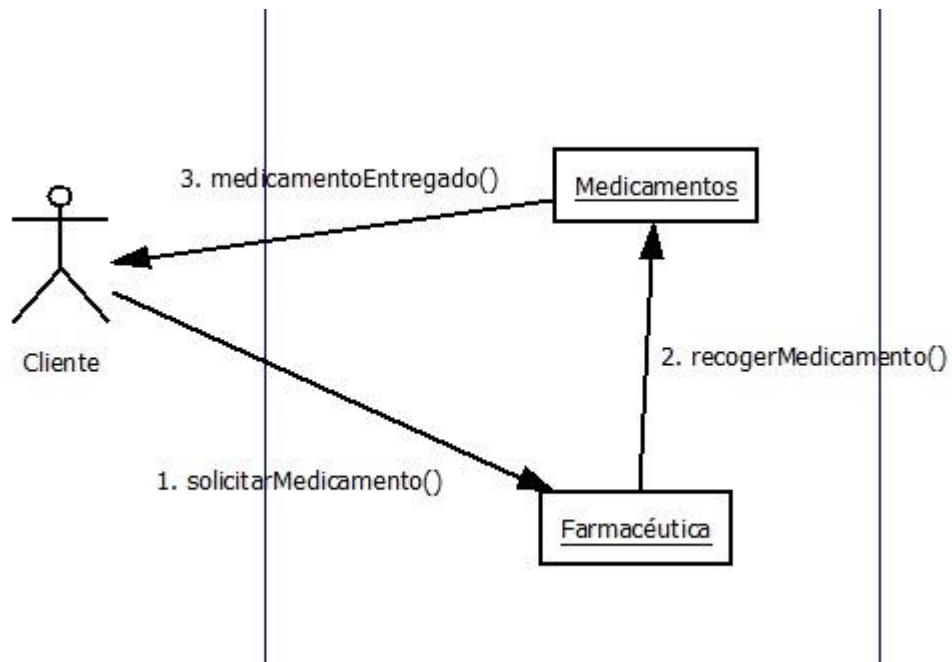 3. medicamentoEntregado()
Medicamentos
Cliente
2. recogerMedicamento()
1. solicitarMedicamento()
Farmacéutica